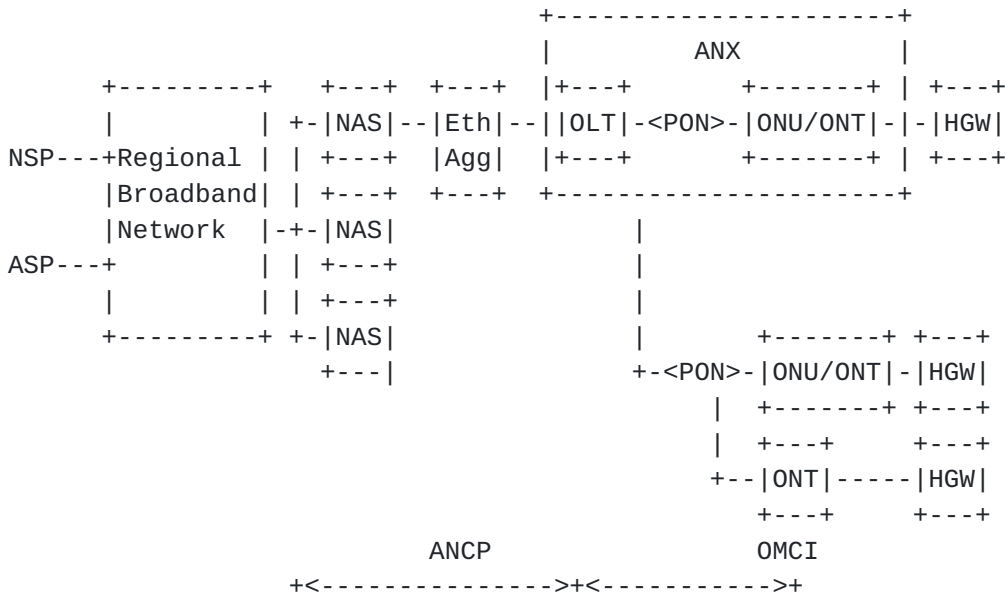 +----------------------+
                                  |         ANX          |
      +---------+  +---+  +---+  |+---+       +-------+ | +---+
      |         | +-|NAS|--|Eth|--||OLT|-<PON>-|ONU/ONT|-|-|HGW|
NSP---+Regional | | +---+  |Agg|  |+---+       +-------+ | +---+
      |Broadband| | +---+  +---+  +----------------------+
      |Network  |-+-|NAS|               |
ASP---+         | | +---+               |
      |         | | +---+               |
      +---------+ +-|NAS|               |       +-------+ +---+
                    +---|               +-<PON>-|ONU/ONT|-|HGW|
                                             |  +-------+ +---+
                                             |  +---+     +---+
                                             +--|ONT|-----|HGW|
                                                +---+     +---+
                           ANCP                 OMCI
                  +<--------------->+<----------->+